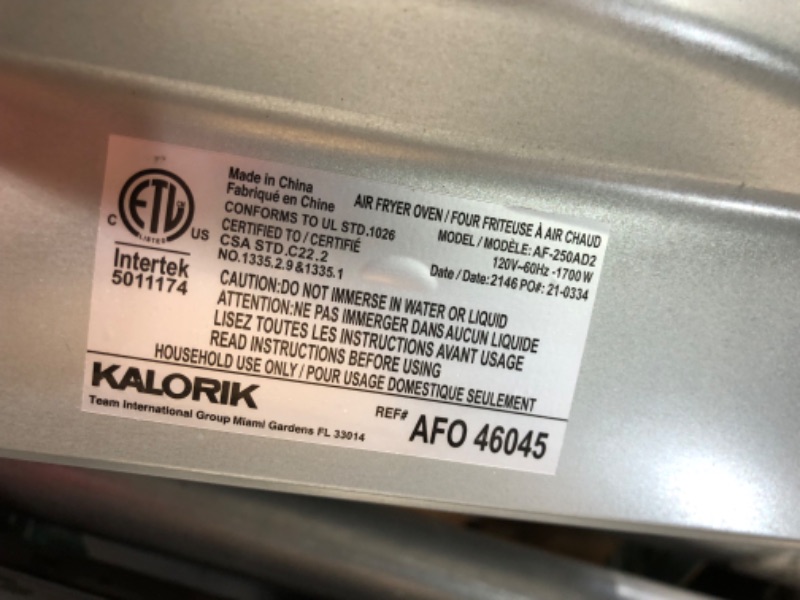 ETL
C US
LISTED
Intertek
5011174
Made in China
Fabriqué en Chine
CONFORMS TO UL STD.1026
CERTIFIED TO / CERTIFIÉ
CSA STD.C22.2
NO.1335.2.9 &1335.1
AIR FRYER OVEN / FOUR FRITEUSE À AIR CHAUD
MODEL / MODÈLE: AF-250AD2
120V~60Hz -1700W
Date / Date:2146 PO#: 21-0334
CAUTION:DO NOT IMMERSE IN WATER OR LIQUID
ATTENTION:NE PAS IMMERGER DANS AUCUN LIQUIDE
LISEZ TOUTES LES INSTRUCTIONS AVANT USAGE
READ INSTRUCTIONS BEFORE USING
HOUSEHOLD USE ONLY / POUR USAGE DOMESTIQUE SEULEMENT
KALORIK
Team International Group Miami Gardens FL 33014
REF# AFO 46045